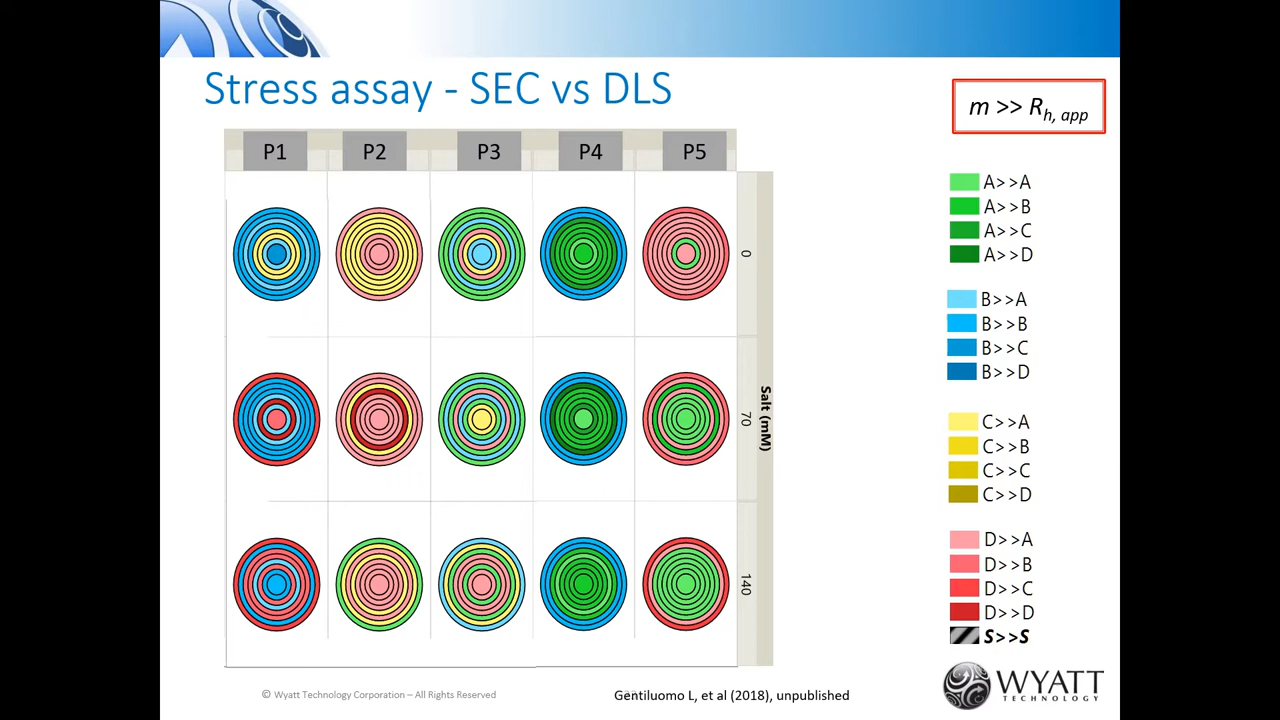 Stress assay - SEC vs DLS
m >> Rh, app
P1 P2 P3 P4 P5
0
70
140
Salt (mM)
A>>A
A>>B
A>>C
A>>D
B>>A
B>>B
B>>C
B>>D
C>>A
C>>B
C>>C
C>>D
D>>A
D>>B
D>>C
D>>D
S>>S
© Wyatt Technology Corporation – All Rights Reserved
Gentiluomo L, et al (2018), unpublished
WYATT
TECHNOLOGY